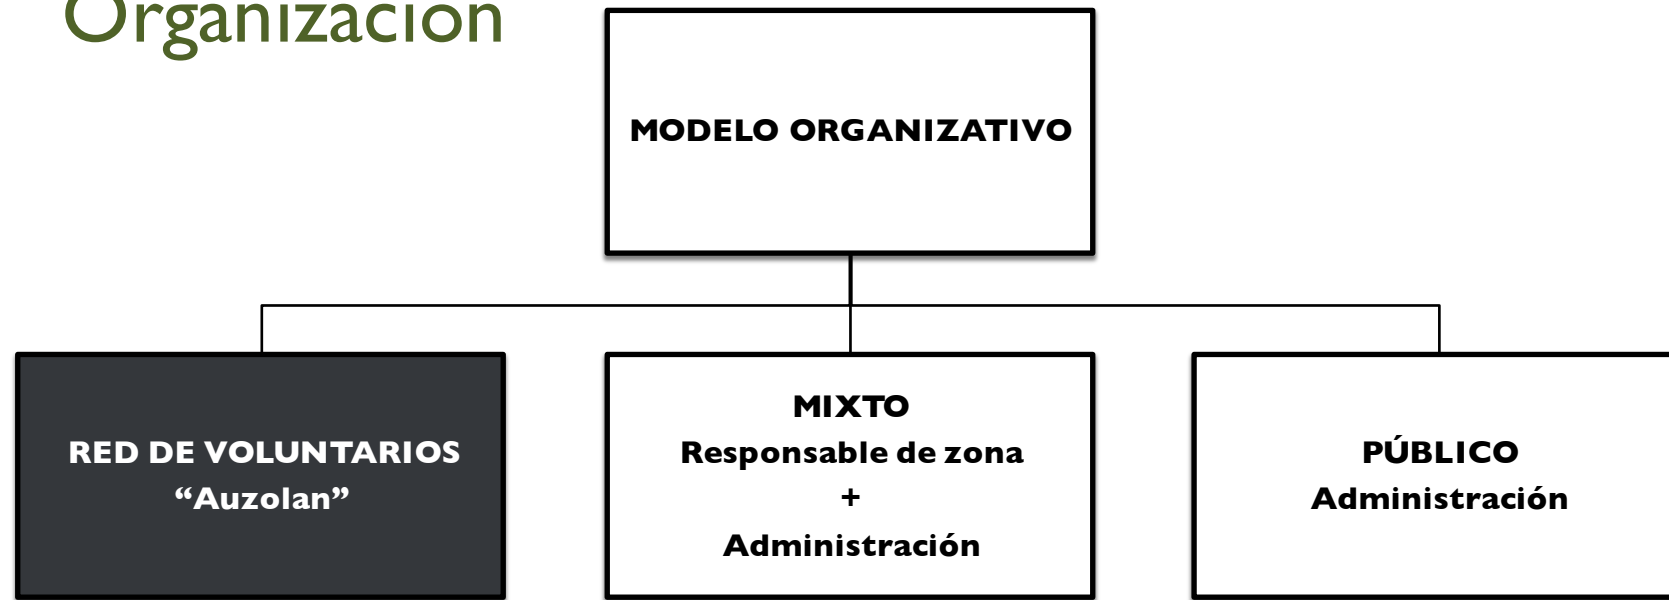 Organización
MODELO ORGANIZATIVO
RED DE VOLUNTARIOS
“Auzolan”
MIXTO
Responsable de zona
+
Administración
PÚBLICO
Administración